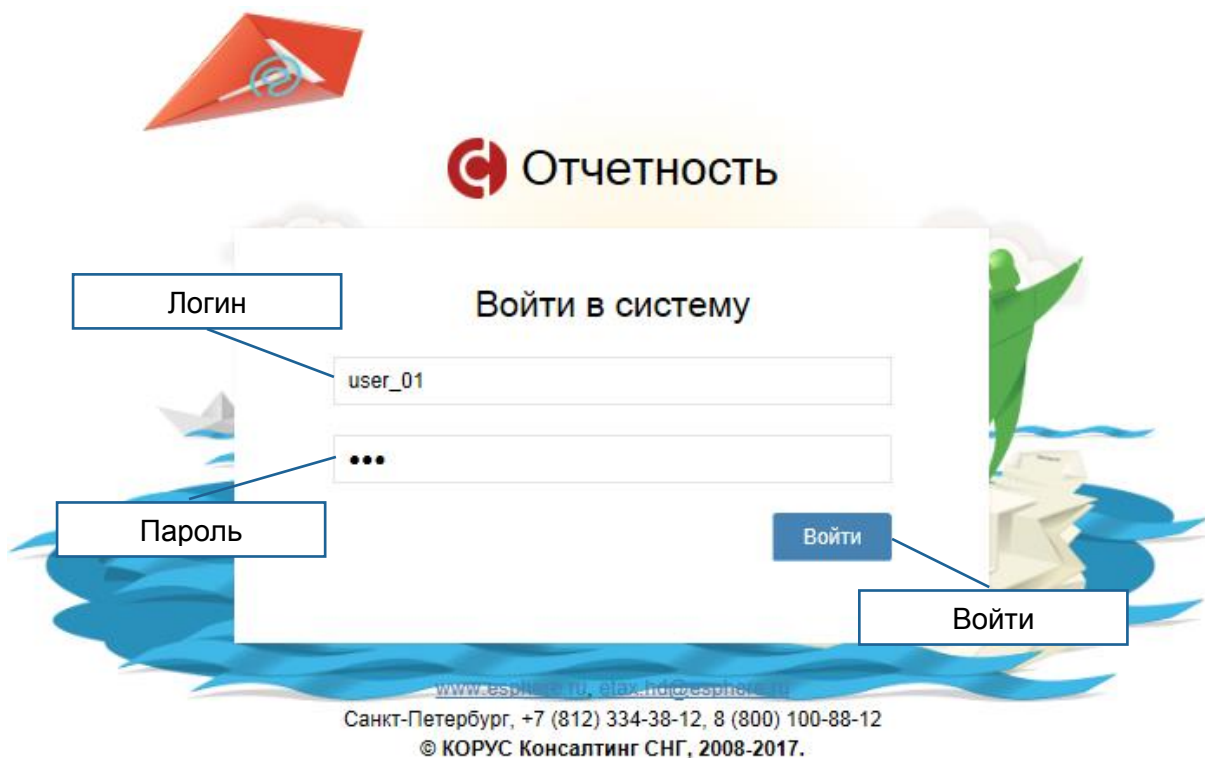 Отчетность
Войти в систему
Логин
user_01
•••
Пароль
Войти
Войти
www.esphere.ru, etax.hd@esphere.ru
Санкт-Петербург, +7 (812) 334-38-12, 8 (800) 100-88-12
© КОРУС Консалтинг СНГ, 2008-2017.